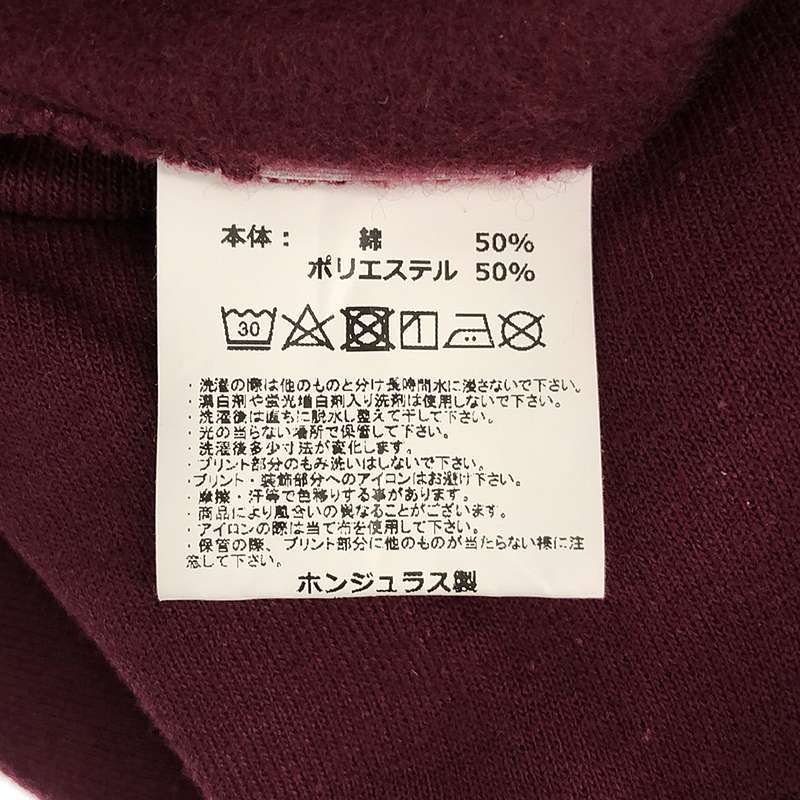 本体： 綿 50%
ポリエステル 50%
30
・洗濯の際は他のものと分け長時間水に浸さないで下さい。
・漂白剤や蛍光増白剤入り洗剤は使用しないで下さい。
・洗濯後は直ちに脱水し整えて干して下さい。
・光の当らない場所で保管して下さい。
・洗濯後多少寸法が変化します。
・プリント部分のもみ洗いはしないで下さい。
・プリント・装飾部分へのアイロンはお避け下さい。
・摩擦・汗等で色移りする事があります。
・商品により風合いの異なることがございます。
・アイロンの際は当て布を使用して下さい。
・保管の際、プリント部分に他のものが当たらない様に注
意して下さい。
ホンジュラス製